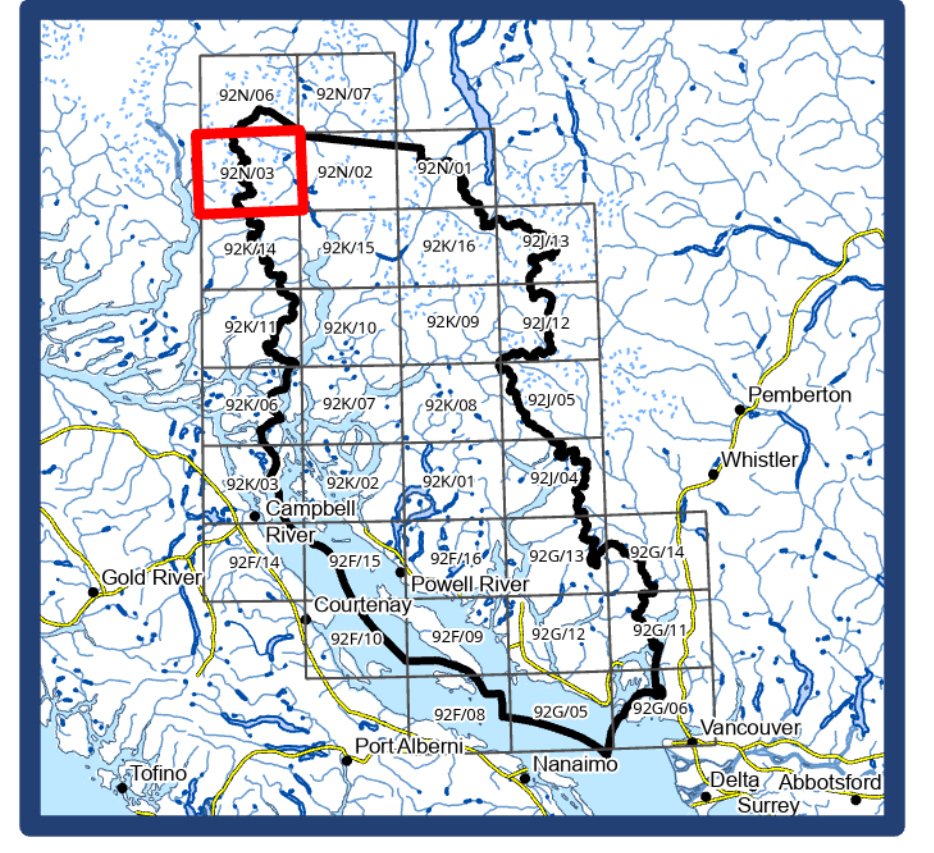 92N/06
92N/07
92N/03
92N/02
92N/01
92K/14
92K/15
92K/16
92J/13
92K/11
92K/10
92K/09
92J/12
92K/06
92K/07
92K/08
92J/05
Pemberton
Whistler
92K/03
92K/02
92K/01
92J/04
Campbell
River
92F/14
92F/15
92F/16
92G/13
92G/14
Gold River
Powell River
Courtenay
92F/10
92F/09
92G/12
92G/11
92F/08
92G/05
92G/06
Vancouver
Port Alberni
Nanaimo
Tofino
Delta
Abbotsford
Surrey